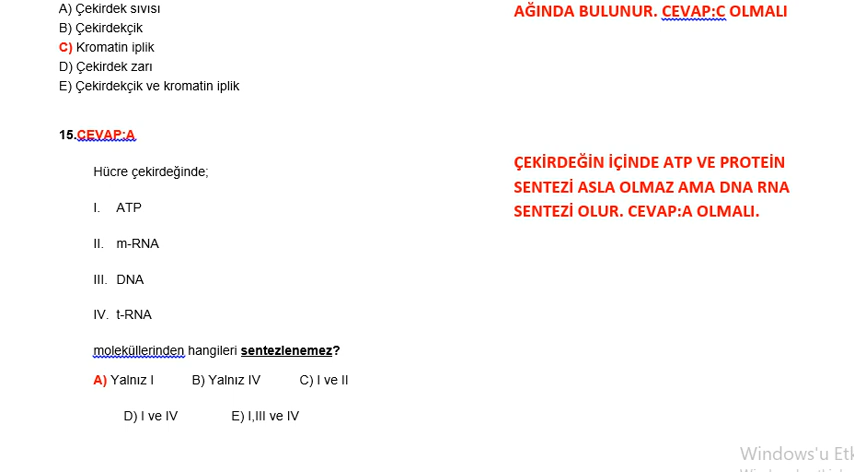 A) Çekirdek sıvısı
B) Çekirdekçik
C) Kromatin iplik
D) Çekirdek zarı
E) Çekirdekçik ve kromatin iplik
AĞINDA BULUNUR. CEVAP:C OLMALI
15.CEVAP:A
Hücre çekirdeğinde;
I. ATP
II. m-RNA
III. DNA
IV. t-RNA
moleküllerinden hangileri sentezlenemez?
A) Yalnız I B) Yalnız IV C) I ve II
D) I ve IV E) I,III ve IV
ÇEKİRDEĞİN İÇİNDE ATP VE PROTEİN
SENTEZİ ASLA OLMAZ AMA DNA RNA
SENTEZİ OLUR. CEVAP:A OLMALI.
Windows'u Etk